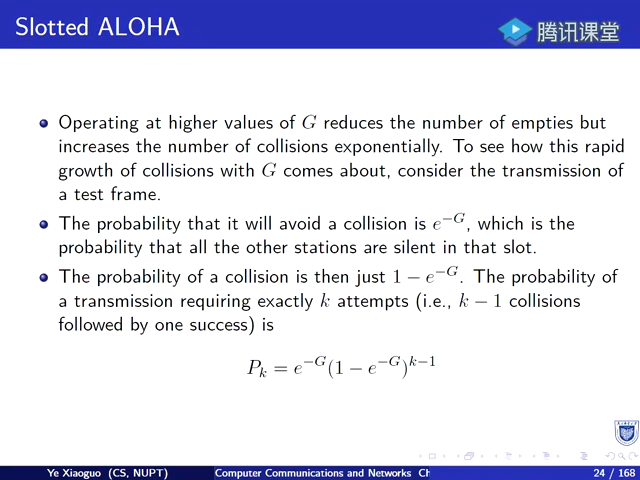 Slotted ALOHA
腾讯课堂
Operating at higher values of G reduces the number of empties but
increases the number of collisions exponentially. To see how this rapid
growth of collisions with G comes about, consider the transmission of
a test frame.
The probability that it will avoid a collision is e^{-G}, which is the
probability that all the other stations are silent in that slot.
The probability of a collision is then just 1 − e^{-G}. The probability of
a transmission requiring exactly k attempts (i.e., k − 1 collisions
followed by one success) is
P_k = e^{-G}(1 − e^{-G})^{k-1}
Ye Xiaoguo (CS, NUPT)
Computer Communications and Networks Ch
24 / 168